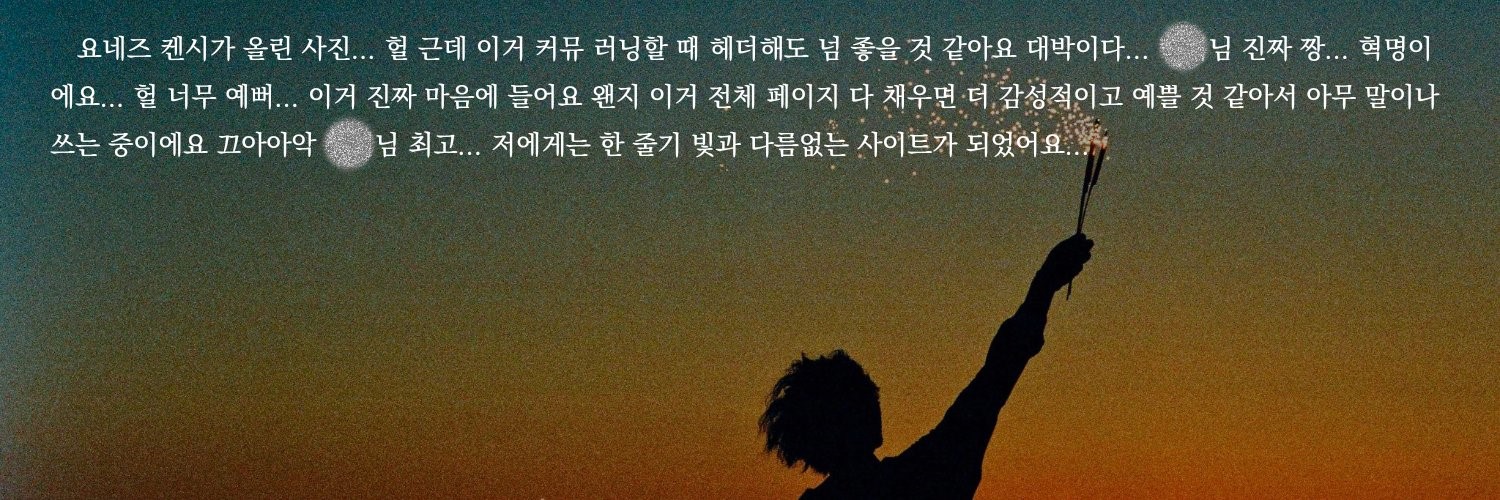 요네즈 켄시가 올린 사진... 헐 근데 이거 커뮤 러닝할 때 헤더해도 넘 좋을 것 같아요 대박이다... 님 진짜 짱... 혁명이
에요... 헐 너무 예뻐... 이거 진짜 마음에 들어요 왠지 이거 전체 페이지 다 채우면 더 감성적이고 예쁠 것 같아서 아무 말이나
쓰는 중이에요 끄아아악 님 최고... 저에게는 한 줄기 빛과 다름없는 사이트가 되었어요....